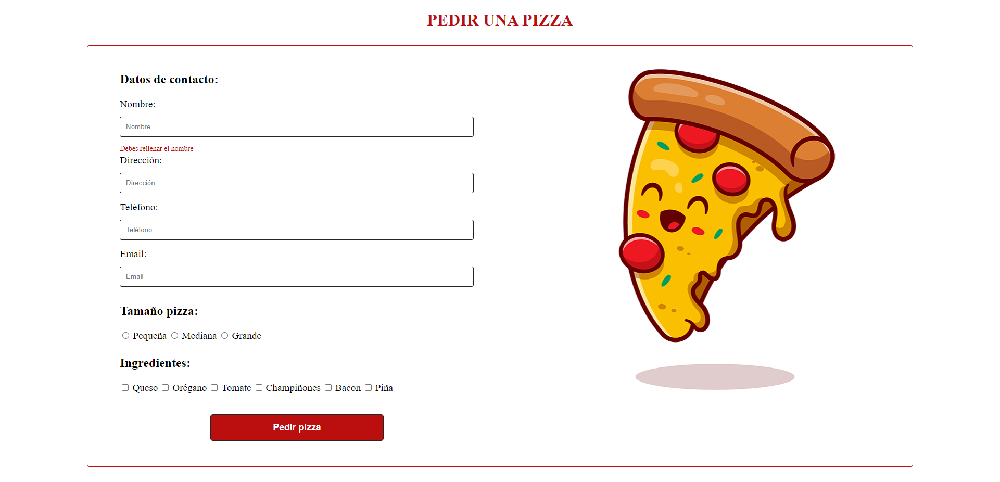 PEDIR UNA PIZZA
Datos de contacto:
Nombre:
Nombre
Debes rellenar el nombre
Dirección:
Dirección
Teléfono:
Teléfono
Email:
Email
Tamaño pizza:
Pequeña Mediana Grande
Ingredientes:
Queso Orégano Tomate Champiñones Bacon Piña
Pedir pizza